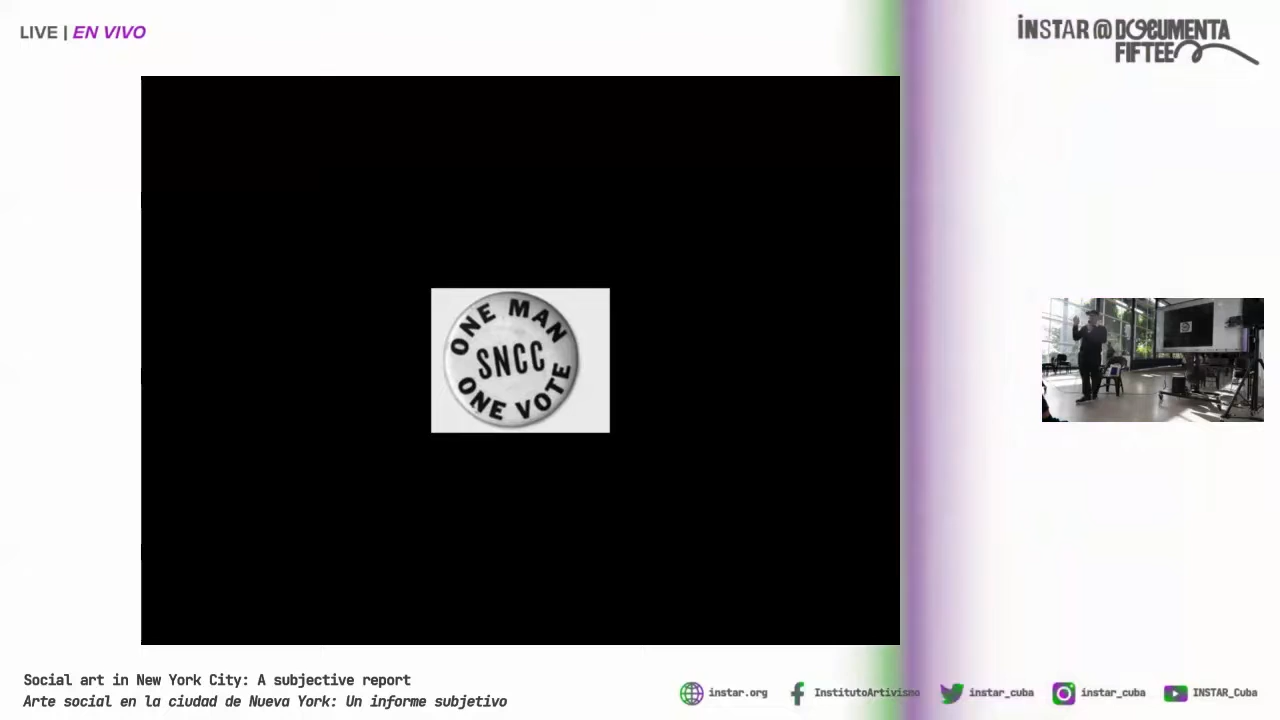 LIVE | EN VIVO
INSTAR @ DOCUMENTA
FIFTEEN
ONE MAN
SNCC
ONE VOTE
Social art in New York City: A subjective report
Arte social en la ciudad de Nueva York: Un informe subjetivo
instar.org
InstitutoArtivismo
instar_cuba
instar_cuba
INSTAR_Cuba